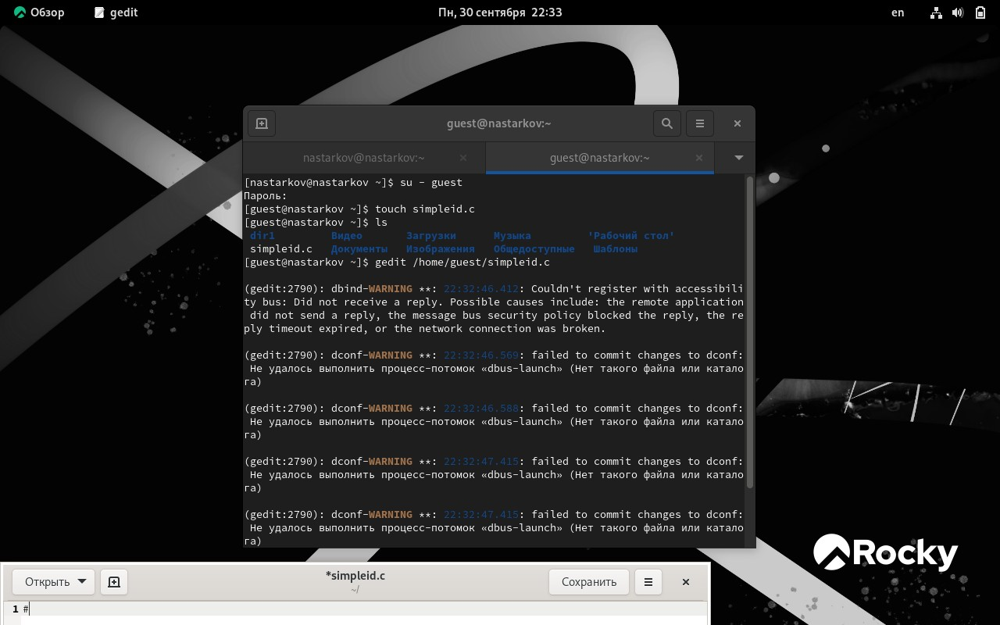 Обзор gedit Пн, 30 сентября 22:33 en
guest@nastarkov:~
nastarkov@nastarkov:~ guest@nastarkov:~
[nastarkov@nastarkov ~]$ su - guest
Пароль:
[guest@nastarkov ~]$ touch simpleid.c
[guest@nastarkov ~]$ ls
dir1 Видео Загрузки Музыка 'Рабочий стол'
simpleid.c Документы Изображения Общедоступные Шаблоны
[guest@nastarkov ~]$ gedit /home/guest/simpleid.c
(gedit:2790): dbind-WARNING **: 22:32:46.412: Couldn't register with accessibili
ty bus: Did not receive a reply. Possible causes include: the remote application
did not send a reply, the message bus security policy blocked the reply, the re
ply timeout expired, or the network connection was broken.
(gedit:2790): dconf-WARNING **: 22:32:46.569: failed to commit changes to dconf:
Не удалось выполнить процесс-потомок «dbus-launch» (Нет такого файла или катало
га)
(gedit:2790): dconf-WARNING **: 22:32:46.588: failed to commit changes to dconf:
Не удалось выполнить процесс-потомок «dbus-launch» (Нет такого файла или катало
га)
(gedit:2790): dconf-WARNING **: 22:32:47.415: failed to commit changes to dconf:
Не удалось выполнить процесс-потомок «dbus-launch» (Нет такого файла или катало
га)
(gedit:2790): dconf-WARNING **: 22:32:47.415: failed to commit changes to dconf:
Не удалось выполнить процесс-потомок «dbus-launch» (Нет такого файла или катало
га)
Rocky
Открыть *simpleid.c Сохранить
~/
1 #